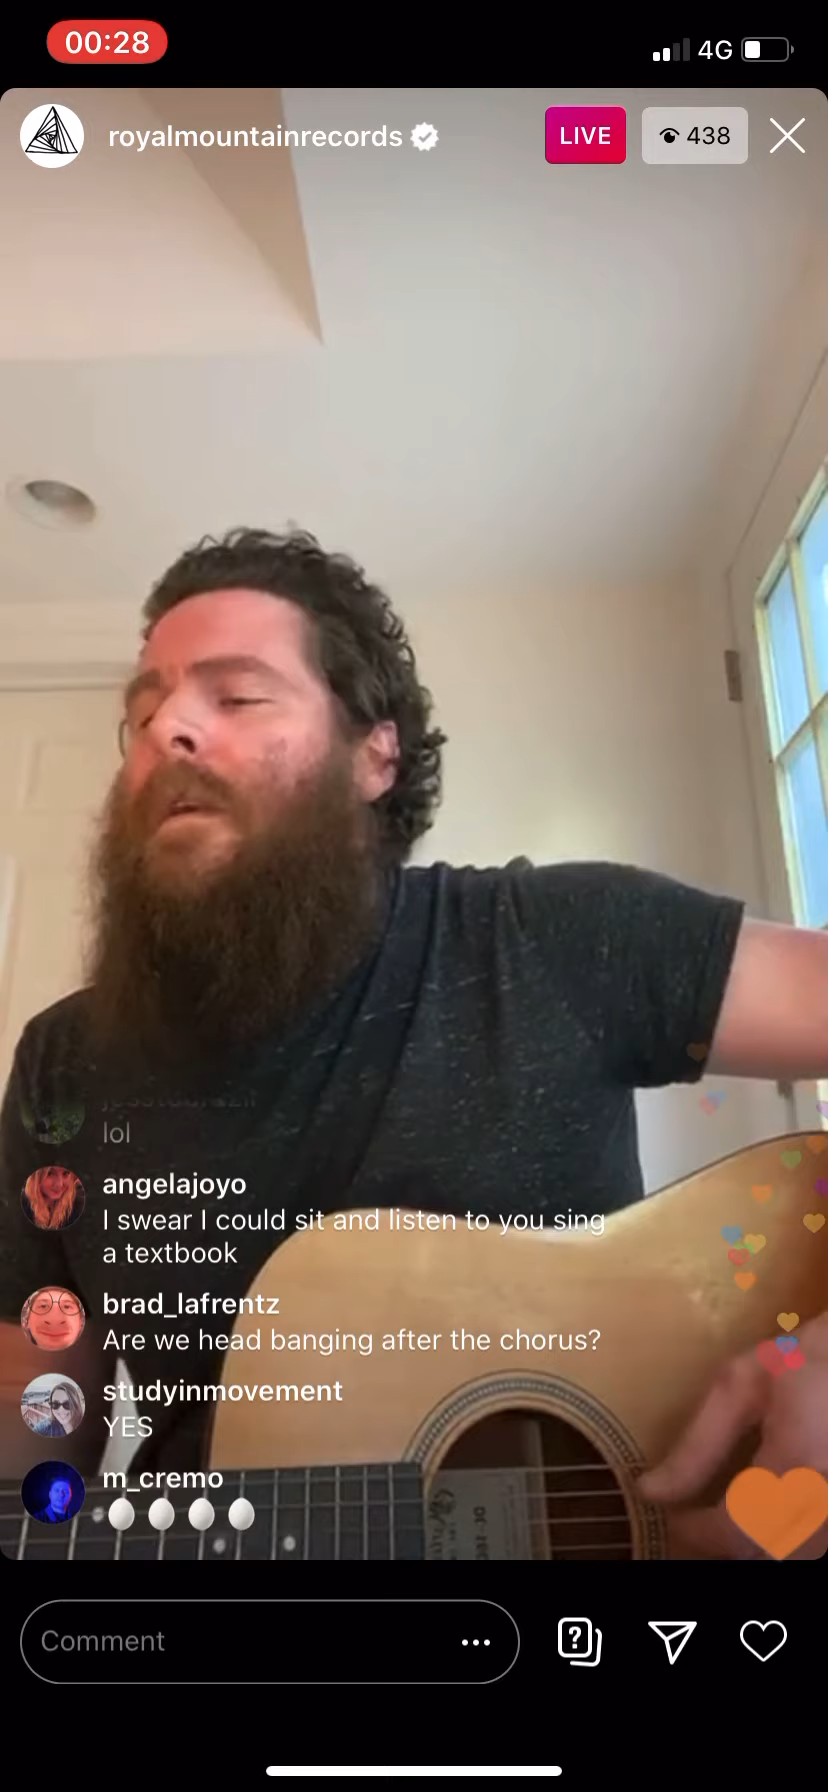 00:28
4G
royalmountainrecords
LIVE
438
lol
angelajoyo
I swear I could sit and listen to you sing
a textbook
brad_lafrentz
Are we head banging after the chorus?
studyinmovement
YES
m_cremo
Comment